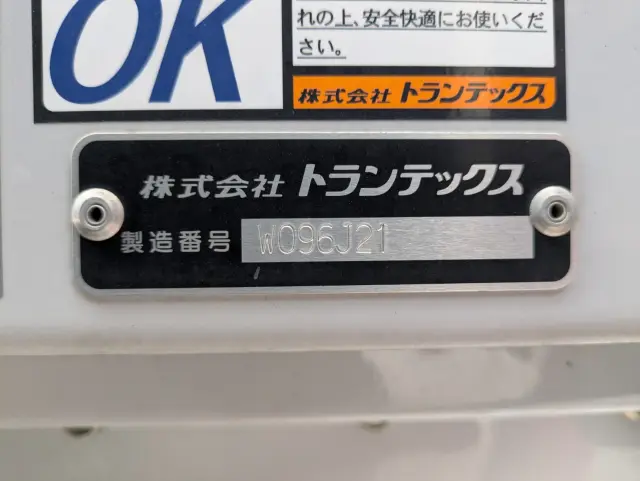 OK
れの上、安全快適にお使いくだ
さい。
株式会社 トランテックス
株式会社 トランテックス
製造番号 W096J21